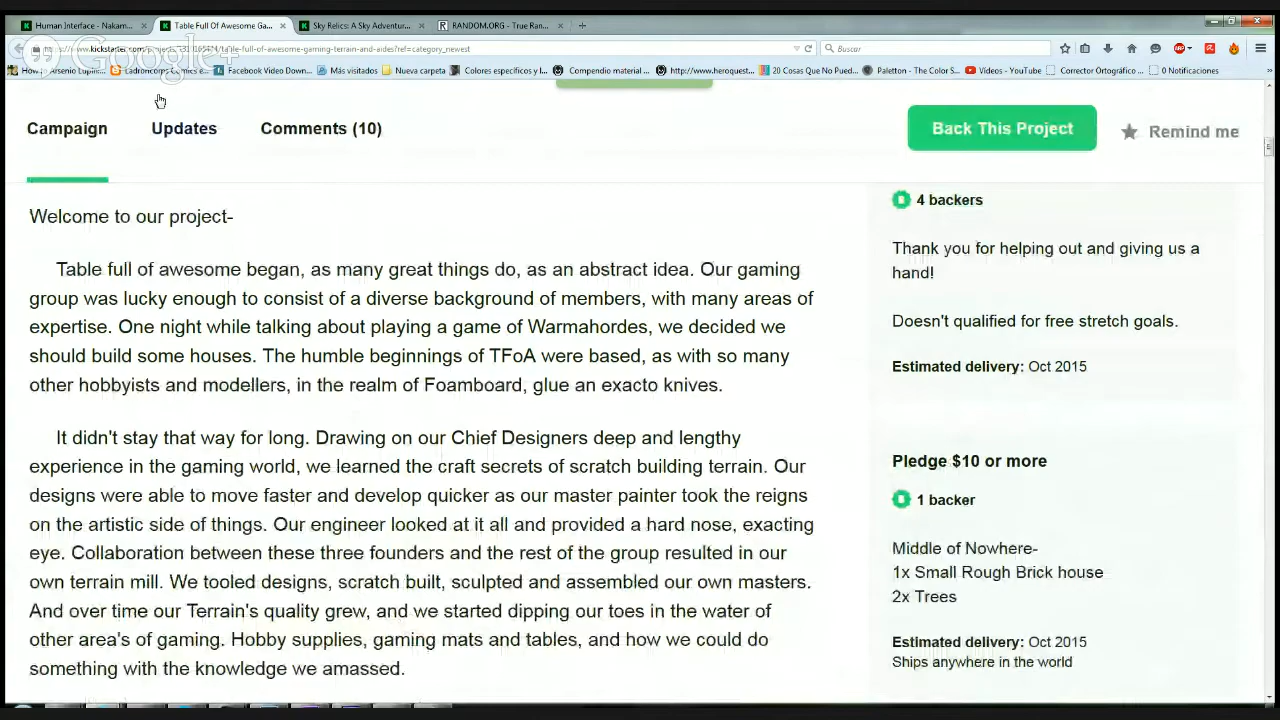 Human Interface - Nakam...
Table Full Of Awesome Ga...
Sky Relics: A Sky Adventur...
RANDOM.ORG - True Ran...
Google+
Buscar
Más visitados
Nueva carpeta
Colores específicos y l...
Compendio material ...
http://www.heroquest...
20 Cosas Que No Pued...
Paletton - The Color S...
Vídeos - YouTube
Corrector Ortográfico ...
0 Notificaciones
Campaign
Updates
Comments (10)
Back This Project
Remind me
Welcome to our project-
Table full of awesome began, as many great things do, as an abstract idea. Our gaming
group was lucky enough to consist of a diverse background of members, with many areas of
expertise. One night while talking about playing a game of Warmahordes, we decided we
should build some houses. The humble beginnings of TFoA were based, as with so many
other hobbyists and modellers, in the realm of Foamboard, glue an exacto knives.
It didn't stay that way for long. Drawing on our Chief Designers deep and lengthy
experience in the gaming world, we learned the craft secrets of scratch building terrain. Our
designs were able to move faster and develop quicker as our master painter took the reigns
on the artistic side of things. Our engineer looked at it all and provided a hard nose, exacting
eye. Collaboration between these three founders and the rest of the group resulted in our
own terrain mill. We tooled designs, scratch built, sculpted and assembled our own masters.
And over time our Terrain's quality grew, and we started dipping our toes in the water of
other area's of gaming. Hobby supplies, gaming mats and tables, and how we could do
something with the knowledge we amassed.
4 backers
Thank you for helping out and giving us a
hand!
Doesn't qualified for free stretch goals.
Estimated delivery: Oct 2015
Pledge $10 or more
1 backer
Middle of Nowhere-
1x Small Rough Brick house
2x Trees
Estimated delivery: Oct 2015
Ships anywhere in the world